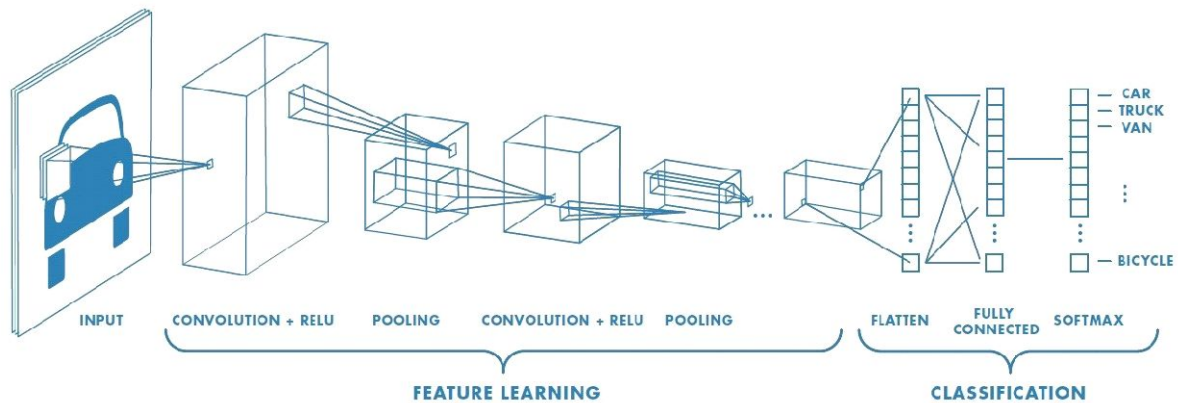 CAR
TRUCK
VAN
BICYCLE
INPUT
CONVOLUTION + RELU
POOLING
CONVOLUTION + RELU
POOLING
FLATTEN
FULLY
CONNECTED
SOFTMAX
FEATURE LEARNING
CLASSIFICATION